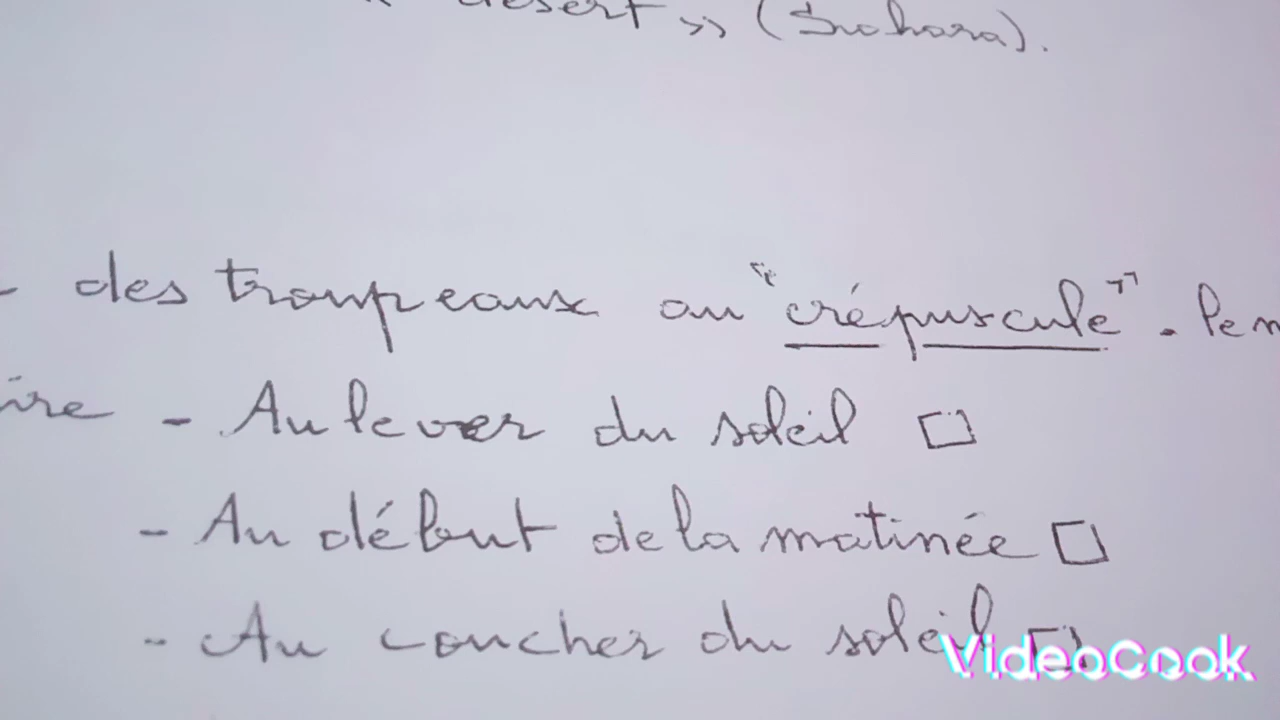 désert » (Sahara).
- des troupeaux au "crépuscule". Le m
ire - Au lever du soleil
- Au début de la matinée
- Au coucher du soleil
VideoCook